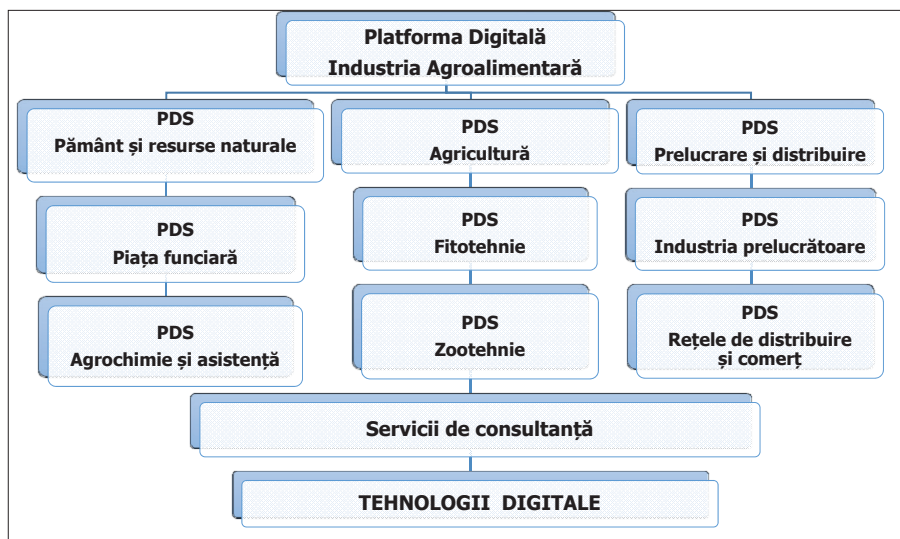 Platforma Digitală
Industria Agroalimentară
PDS
Pământ și resurse naturale
PDS
Agricultură
PDS
Prelucrare și distribuire
PDS
Piața funciară
PDS
Fitotehnie
PDS
Industria prelucrătoare
PDS
Agrochimie și asistență
PDS
Zootehnie
PDS
Rețele de distribuire
și comerț
Servicii de consultanță
TEHNOLOGII DIGITALE